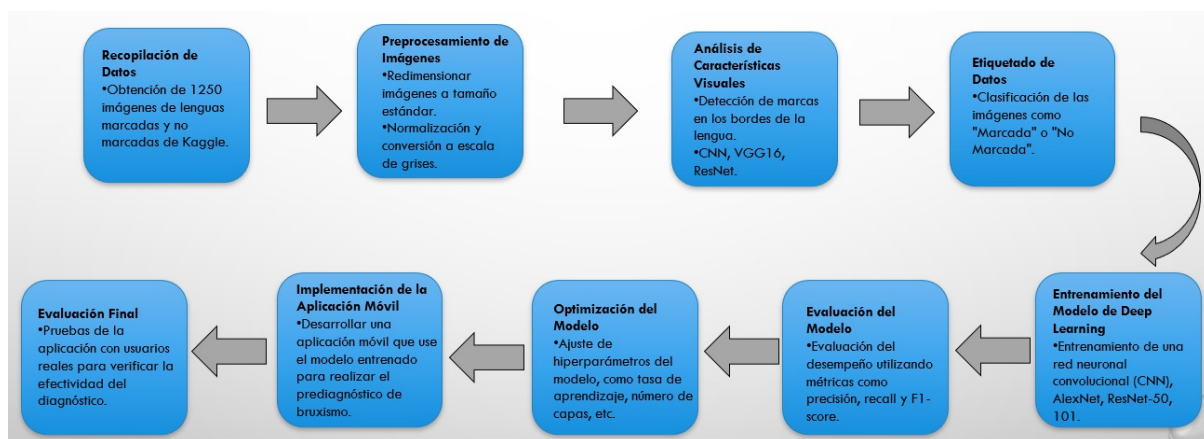 Recopilación de
Datos
•Obtención de 1250
imágenes de lenguas
marcadas y no
marcadas de Kaggle.
Preprocesamiento de
Imágenes
•Redimensionar
imágenes a tamaño
estándar.
•Normalización y
conversión a escala
de grises.
Análisis de
Características
Visuales
•Detección de marcas
en los bordes de la
lengua.
•CNN, VGG16,
ResNet.
Etiquetado de
Datos
•Clasificación de las
imágenes como
"Marcada" o "No
Marcada".
Entrenamiento del
Modelo de Deep
Learning
•Entrenamiento de una
red neuronal
convolucional (CNN),
AlexNet, ResNet-50,
101.
Evaluación del
Modelo
•Evaluación del
desempeño utilizando
métricas como
precisión, recall y F1-
score.
Optimización del
Modelo
•Ajuste de
hiperparámetros del
modelo, como tasa de
aprendizaje, número de
capas, etc.
Implementación de la
Aplicación Móvil
•Desarrollar una
aplicación móvil que use
el modelo entrenado
para realizar el
prediagnóstico de
bruxismo.
Evaluación Final
•Pruebas de la
aplicación con usuarios
reales para verificar la
efectividad del
diagnóstico.